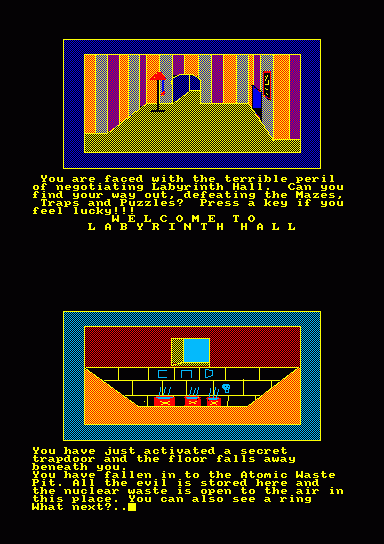 You are faced with the terrible peril
of negotiating Labyrinth Hall. Can you
find your way out, defeating the Mazes,
Traps and Puzzles? Press a key if you
feel lucky!!!
W E L C O M E T O
L A B Y R I N T H H A L L
You have just activated a secret
trapdoor and the floor falls away
beneath you.
You have fallen in to the Atomic Waste
Pit. All the evil is stored here and
the nuclear waste is open to the air in
this place. You can also see a ring
What next?..